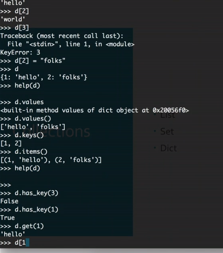 'hello'
>>> d[2]
'world'
>>> d[3]
Traceback (most recent call last):
  File "<stdin>", line 1, in <module>
KeyError: 3
>>> d[2] = "folks"
>>> d
{1: 'hello', 2: 'folks'}
>>> help(d)

>>> d.values
<built-in method values of dict object at 0x20056f0>
>>> d.values()
['hello', 'folks']
>>> d.keys()
[1, 2]
>>> d.items()
[(1, 'hello'), (2, 'folks')]
>>> help(d)

>>>
>>> d.has_key(3)
False
>>> d.has_key(1)
True
>>> d.get(1)
'hello'
>>> d[1
Set
Dict